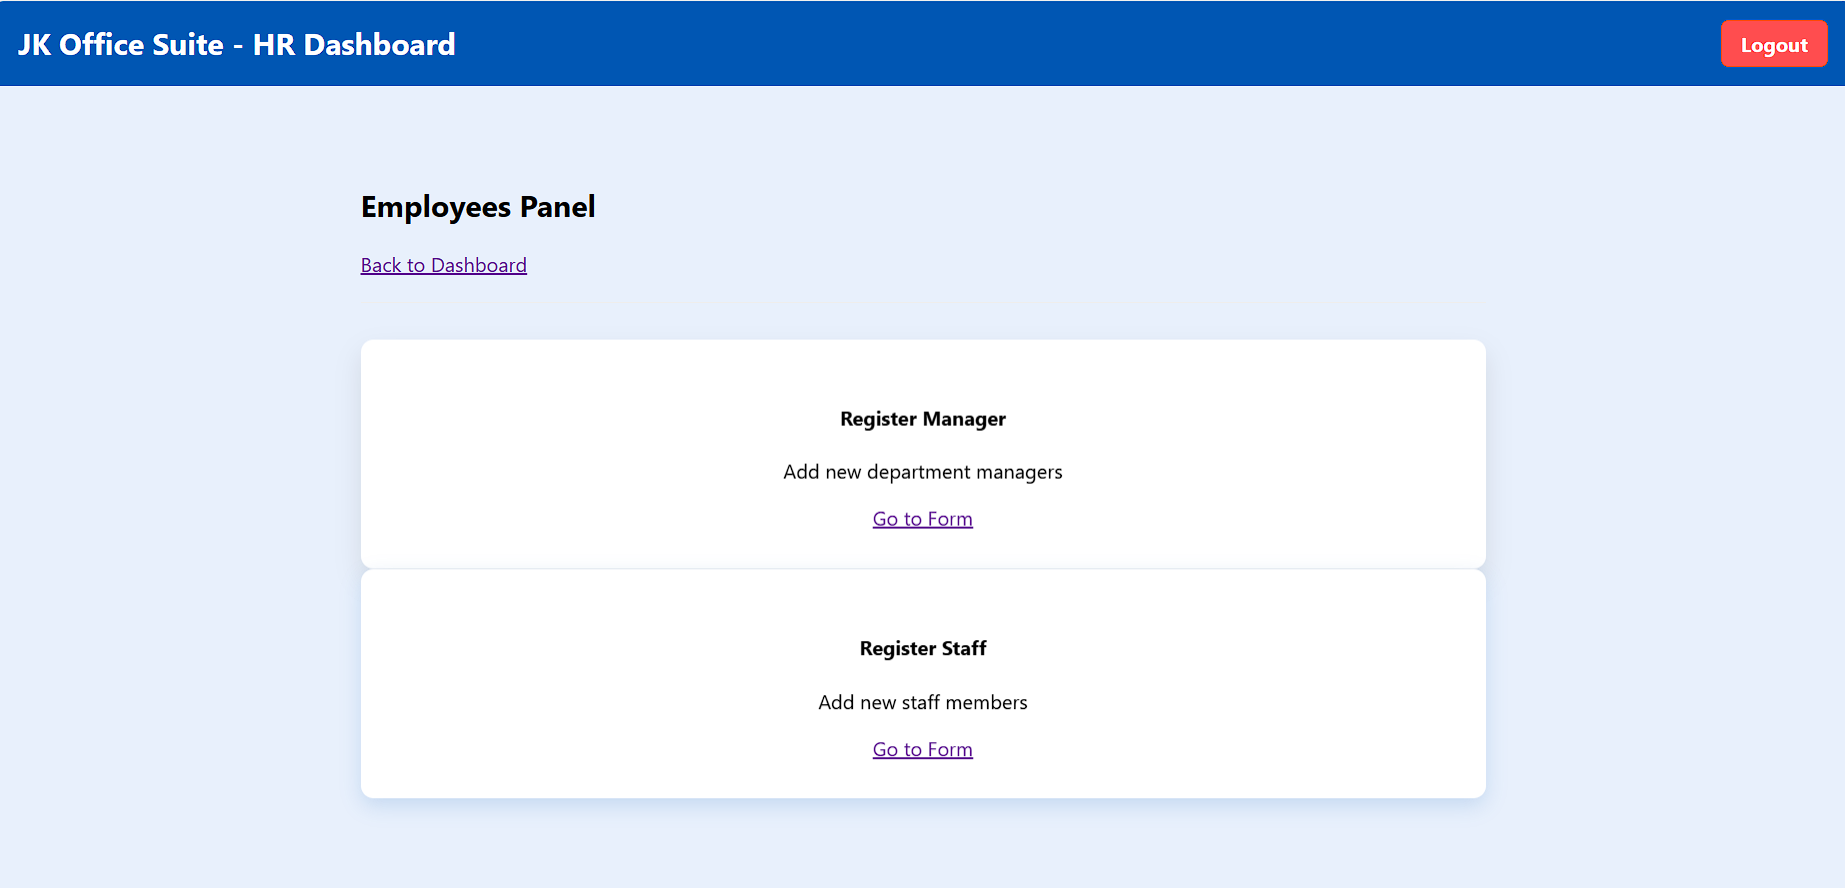 JK Office Suite - HR Dashboard
Logout
Employees Panel
Back to Dashboard
Register Manager
Add new department managers
Go to Form
Register Staff
Add new staff members
Go to Form